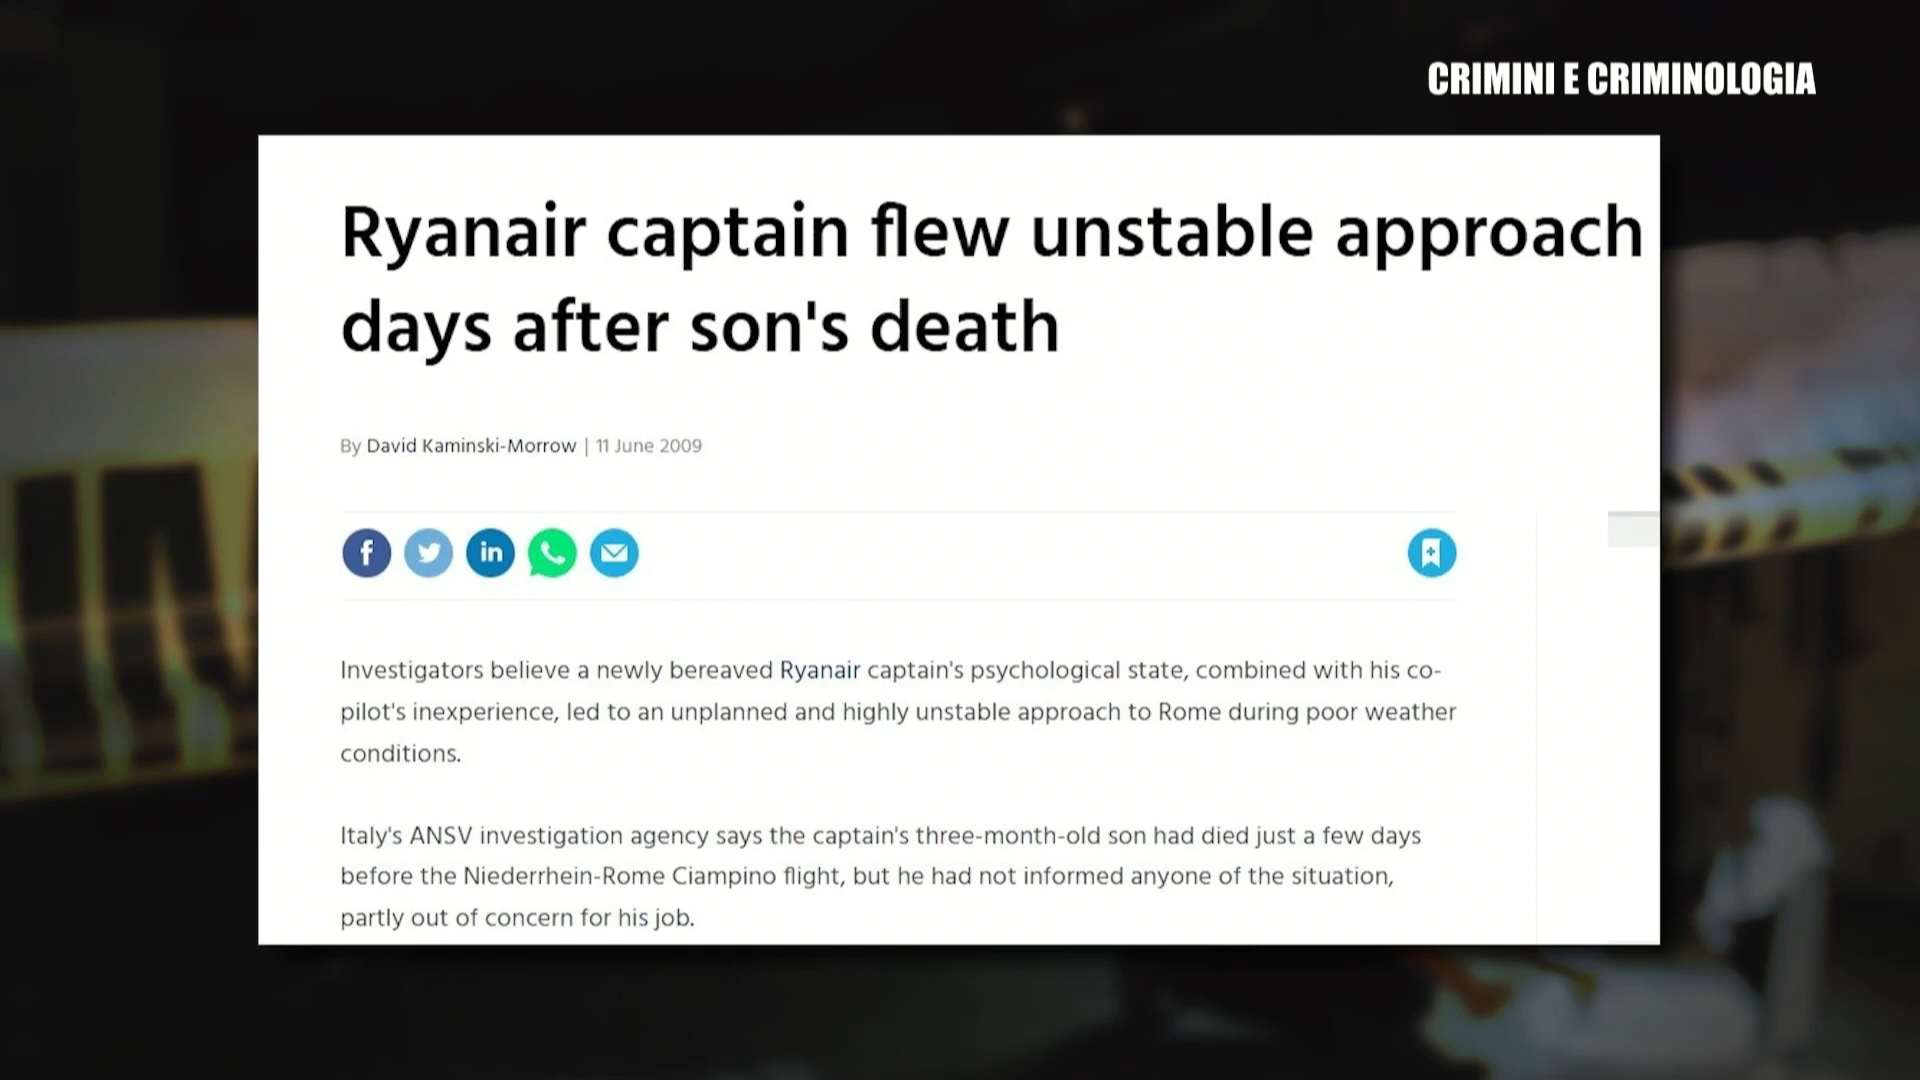 CRIMINI E CRIMINOLOGIA
Ryanair captain flew unstable approach
days after son's death
By David Kaminski-Morrow | 11 June 2009
Investigators believe a newly bereaved Ryanair captain's psychological state, combined with his co-
pilot's inexperience, led to an unplanned and highly unstable approach to Rome during poor weather
conditions.
Italy's ANSV investigation agency says the captain's three-month-old son had died just a few days
before the Niederrhein-Rome Ciampino flight, but he had not informed anyone of the situation,
partly out of concern for his job.